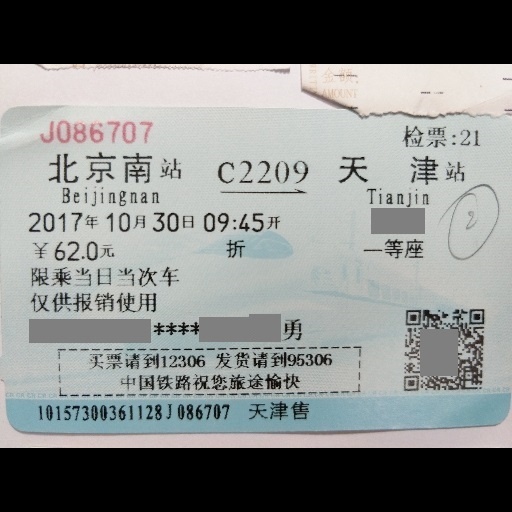 金额
AMOUNT
J086707
检票:21
北京南站 C2209 天津站
Beijingnan Tianjin
2017年10月30日09:45开
￥62.0元 折 一等座
限乘当日当次车
仅供报销使用
****勇
2
买票请到12306 发货请到95306
中国铁路祝您旅途愉快
10157300361128J086707 天津售